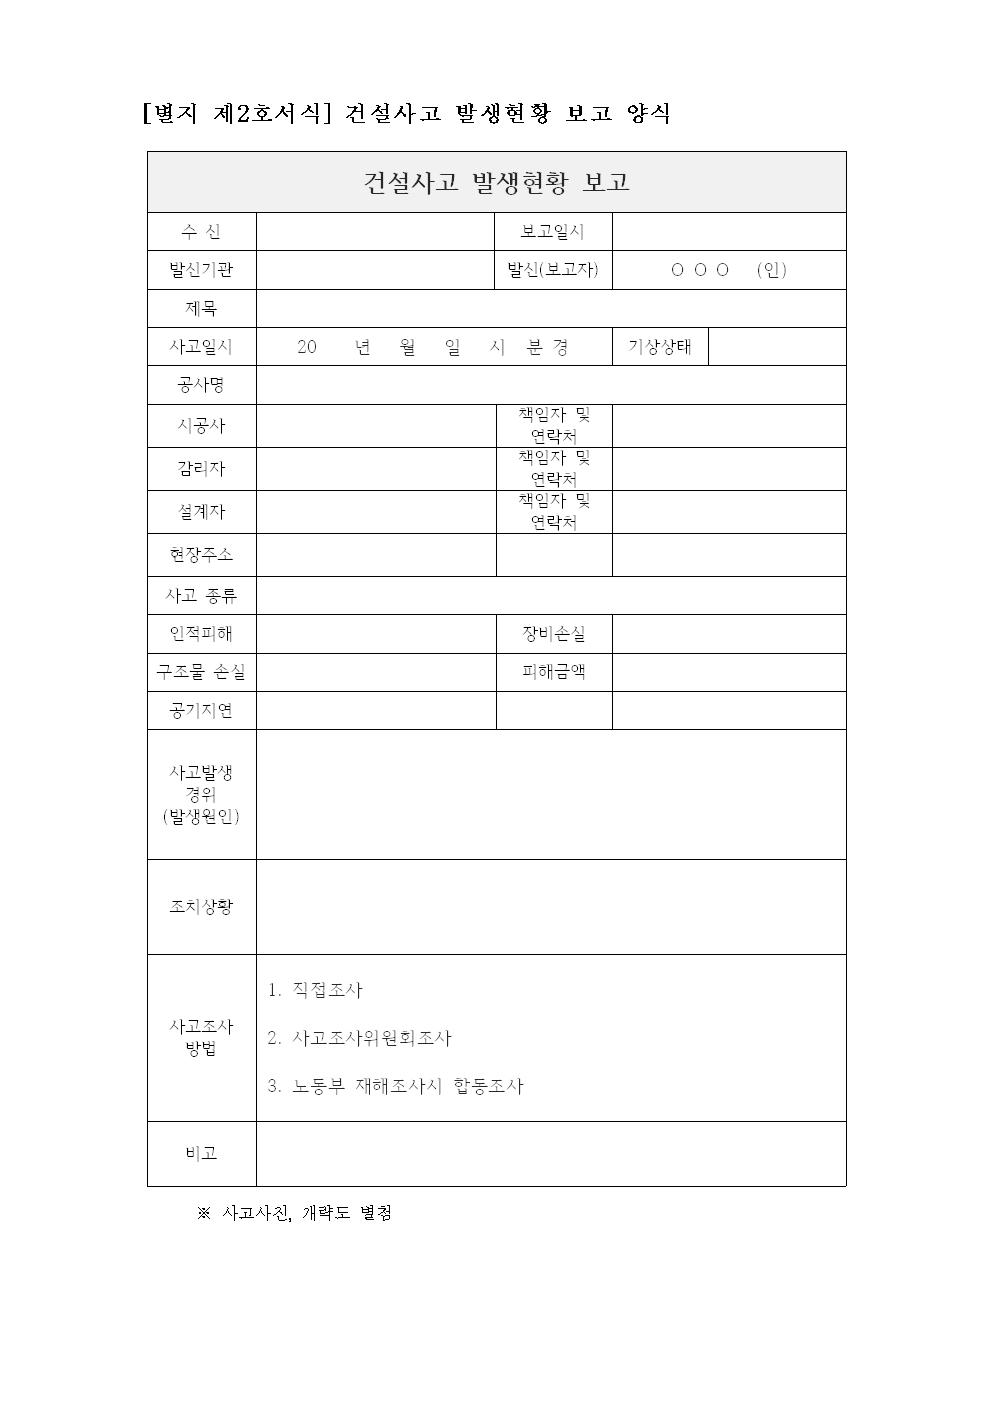 [별지 제2호서식] 건설사고 발생현황 보고 양식
건설사고 발생현황 보고
수 신
보고일시
발신기관
발신(보고자)
○ ○ ○ (인)
제목
사고일시
20 년 월 일 시 분 경
기상상태
공사명
시공사
책임자 및
연락처
감리자
책임자 및
연락처
설계자
책임자 및
연락처
현장주소
사고 종류
인적피해
장비손실
구조물 손실
피해금액
공기지연
사고발생
경위
(발생원인)
조치상황
사고조사
방법
1. 직접조사
2. 사고조사위원회조사
3. 노동부 재해조사시 합동조사
비고
※ 사고사진, 개략도 별첨